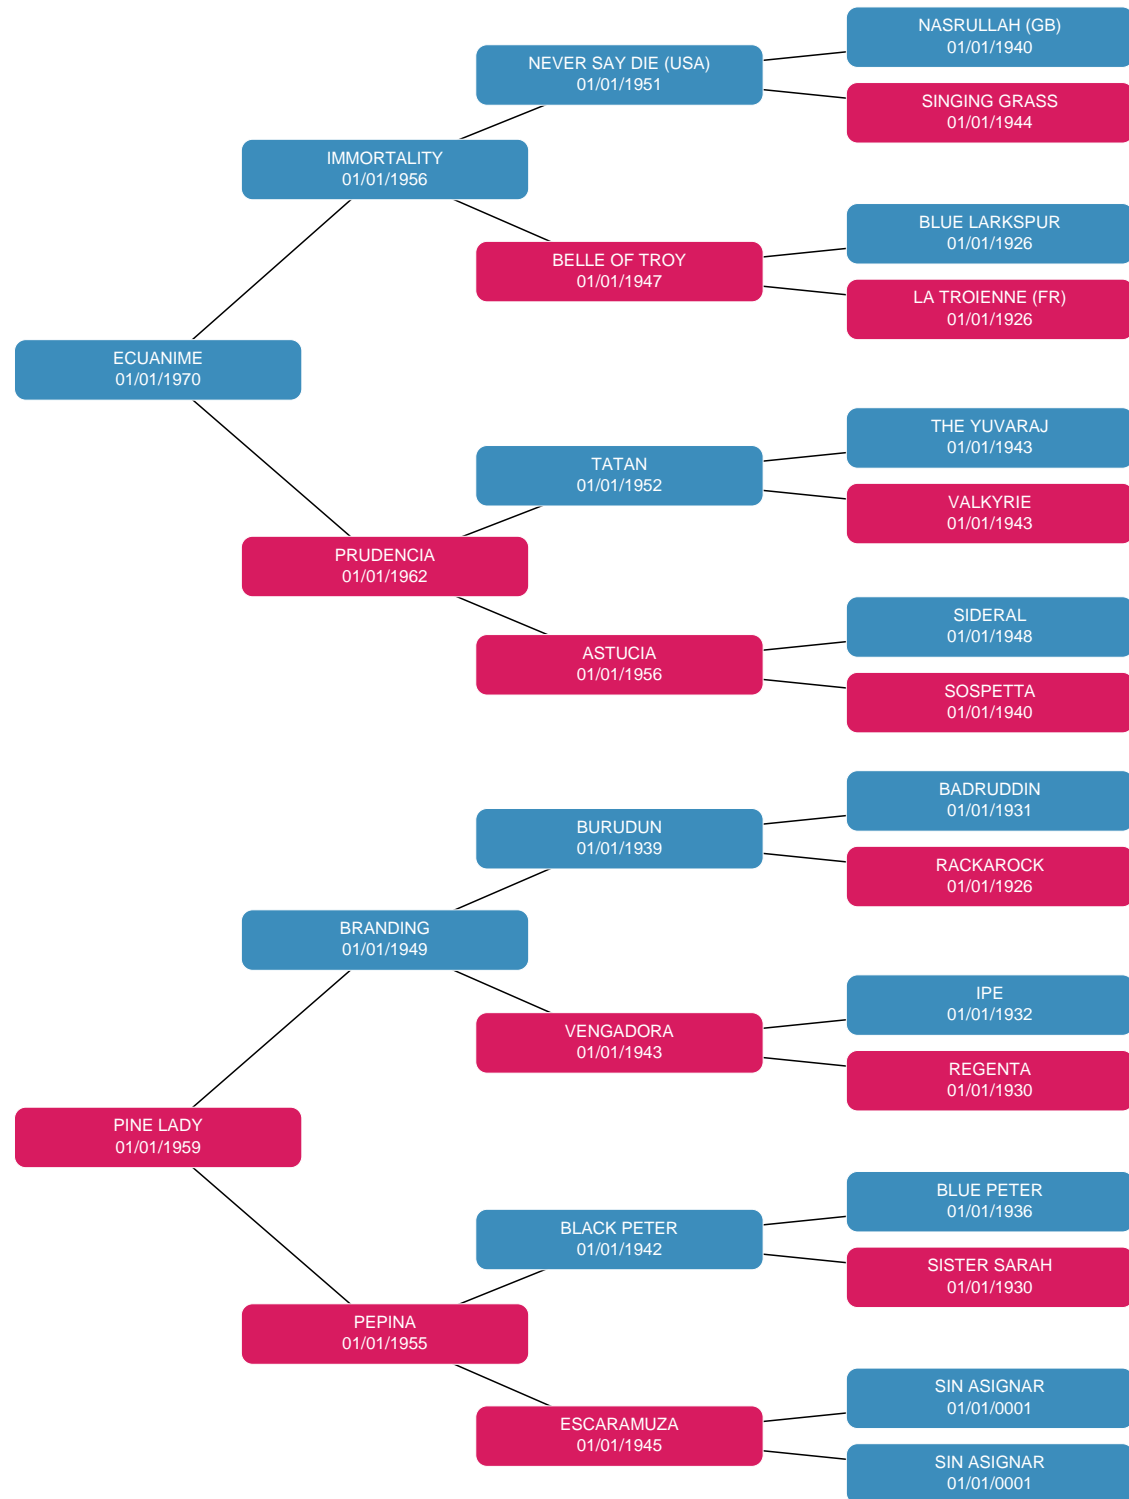 NASRULLAH (GB)
01/01/1940
NEVER SAY DIE (USA)
01/01/1951
SINGING GRASS
01/01/1944
IMMORTALITY
01/01/1956
BLUE LARKSPUR
01/01/1926
BELLE OF TROY
01/01/1947
LA TROIENNE (FR)
01/01/1926
ECUANIME
01/01/1970
THE YUVARAJ
01/01/1943
TATAN
01/01/1952
VALKYRIE
01/01/1943
PRUDENCIA
01/01/1962
SIDERAL
01/01/1948
ASTUCIA
01/01/1956
SOSPETTA
01/01/1940
BADRUDDIN
01/01/1931
BURUDUN
01/01/1939
RACKAROCK
01/01/1926
BRANDING
01/01/1949
IPE
01/01/1932
VENGADORA
01/01/1943
REGENTA
01/01/1930
PINE LADY
01/01/1959
BLUE PETER
01/01/1936
BLACK PETER
01/01/1942
SISTER SARAH
01/01/1930
PEPINA
01/01/1955
SIN ASIGNAR
01/01/0001
ESCARAMUZA
01/01/1945
SIN ASIGNAR
01/01/0001